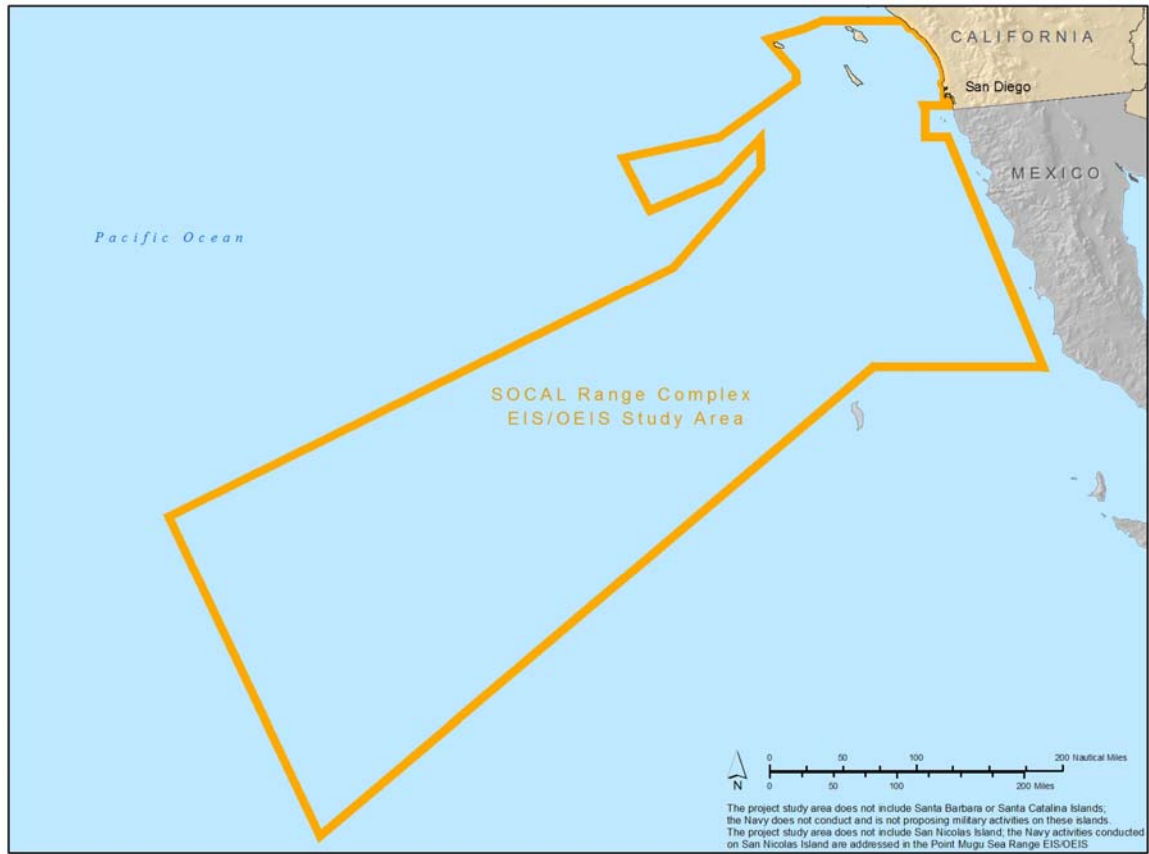 CALIFORNIA
San Diego
MEXICO
Pacific Ocean
SOCAL Range Complex
EIS/OEIS Study Area
0 50 100 200 Nautical Miles
N
0 50 100 200 Miles
The project study area does not include Santa Barbara or Santa Catalina Islands;
the Navy does not conduct and is not proposing military activities on these islands.
The project study area does not include San Nicolas Island; the Navy activities conducted
on San Nicolas Island are addressed in the Point Mugu Sea Range EIS/OEIS